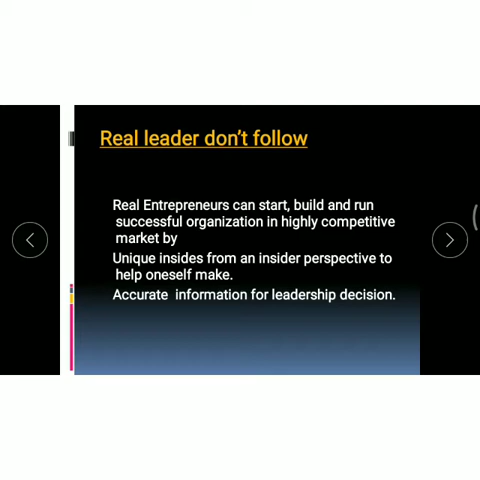 Real leader don't follow
Real Entrepreneurs can start, build and run
successful organization in highly competitive
market by
Unique insides from an insider perspective to
help oneself make.
Accurate  information for leadership decision.